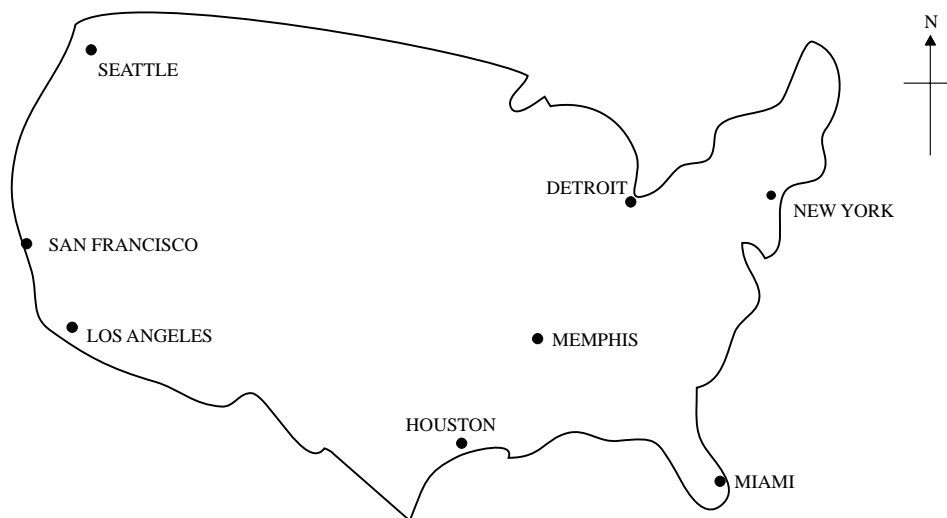 N
SEATTLE
DETROIT
NEW YORK
SAN FRANCISCO
LOS ANGELES
MEMPHIS
HOUSTON
MIAMI